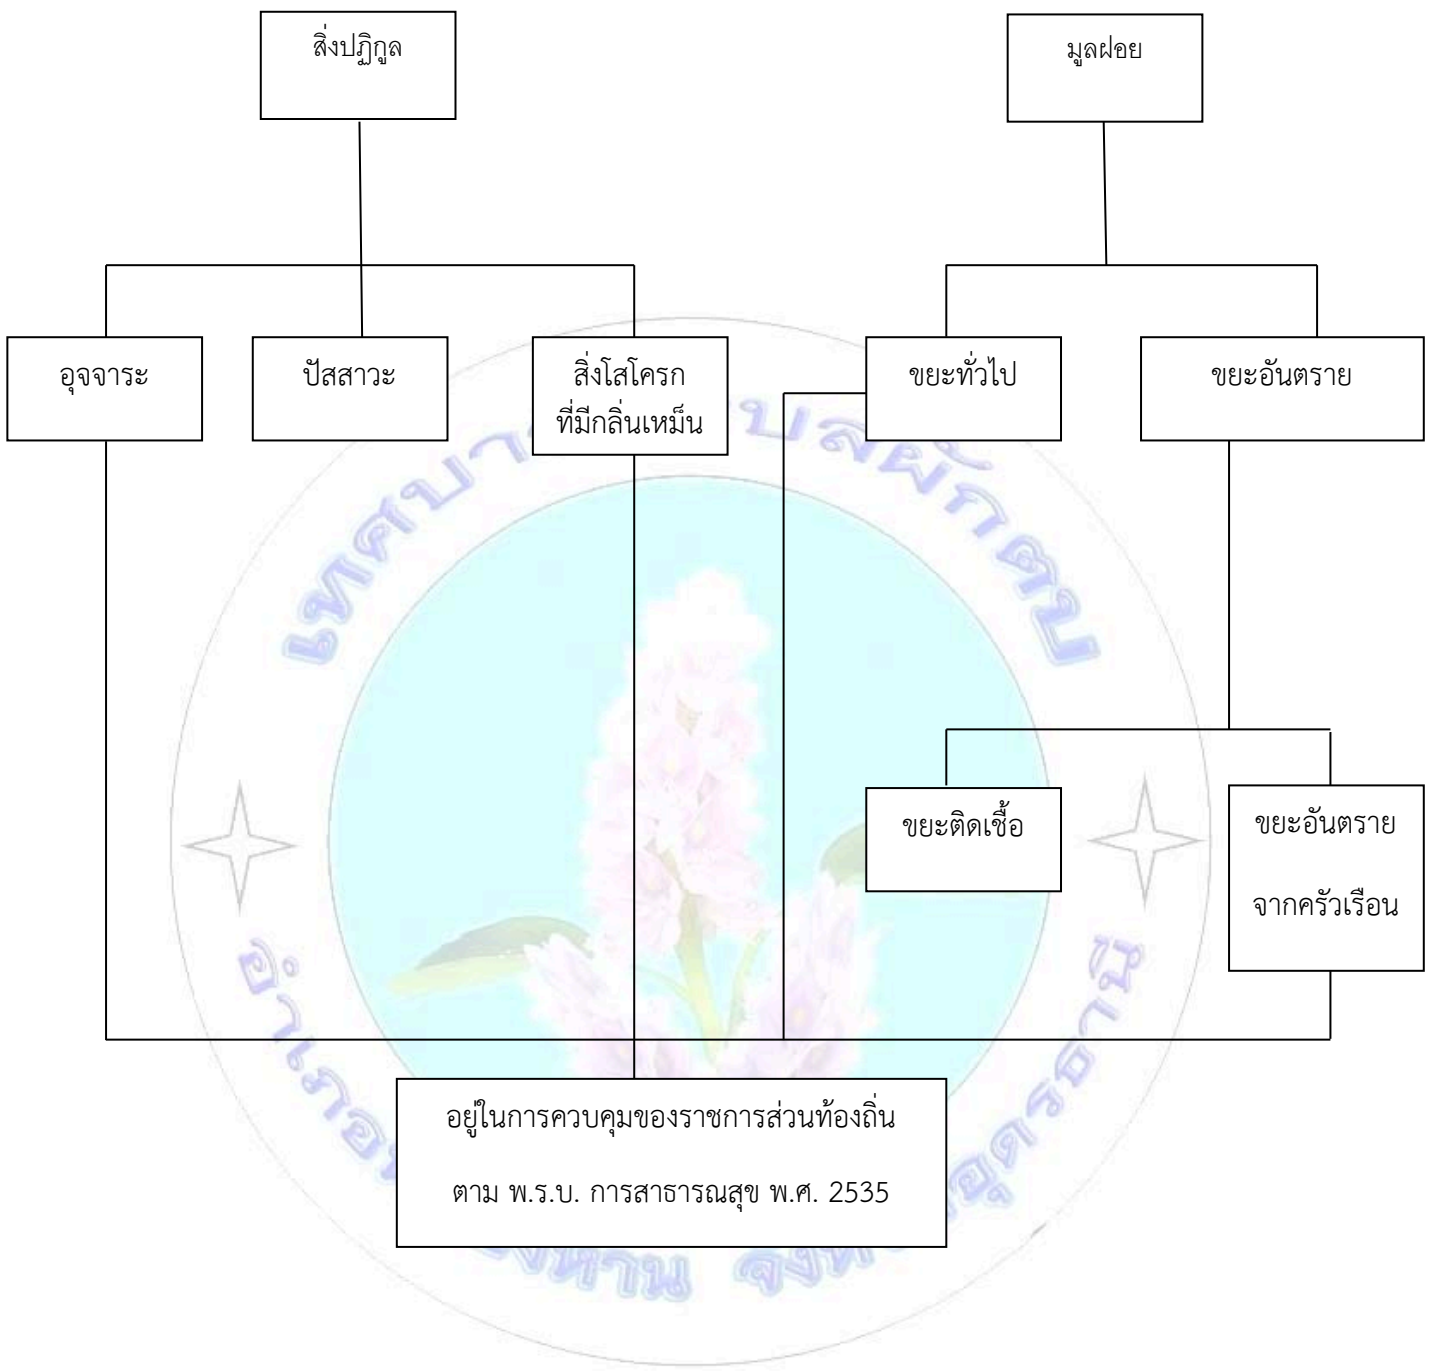 สิ่งปฏิกูล
มูลฝอย
อุจจาระ
ปัสสาวะ
สิ่งโสโครก
ที่มีกลิ่นเหม็น
ขยะทั่วไป
ขยะอันตราย
ขยะติดเชื้อ
ขยะอันตราย
จากครัวเรือน
อยู่ในการควบคุมของราชการส่วนท้องถิ่น
ตาม พ.ร.บ. การสาธารณสุข พ.ศ. 2535